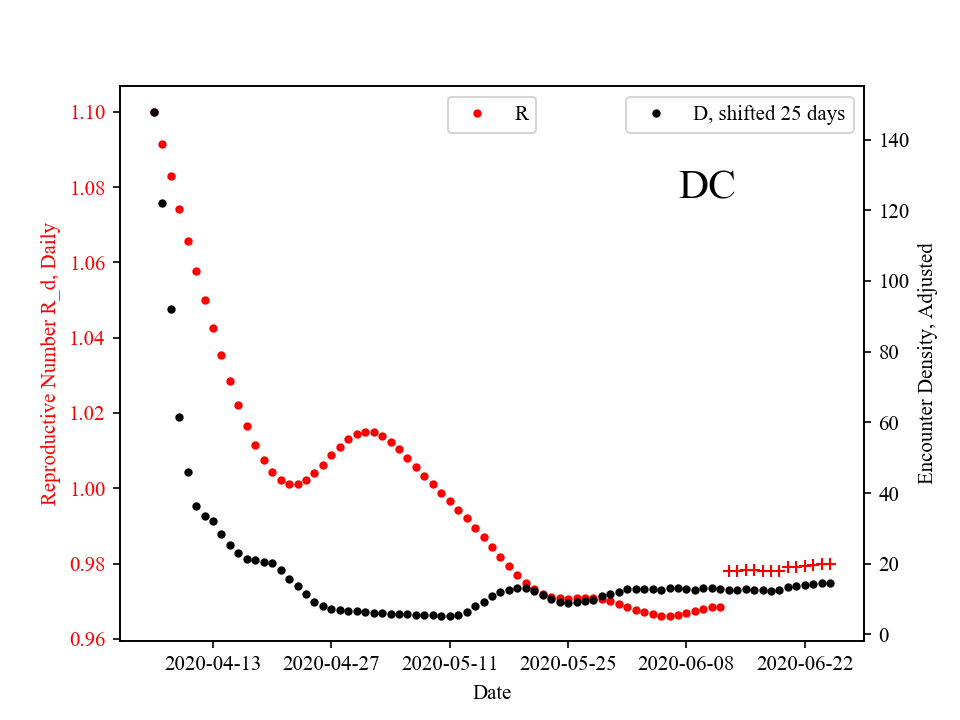 R
D, shifted 25 days
DC
Reproductive Number R_d, Daily
1.10
1.08
1.06
1.04
1.02
1.00
0.98
0.96
140
120
100
80
60
40
20
0
Encounter Density, Adjusted
2020-04-13 2020-04-27 2020-05-11 2020-05-25 2020-06-08 2020-06-22
Date